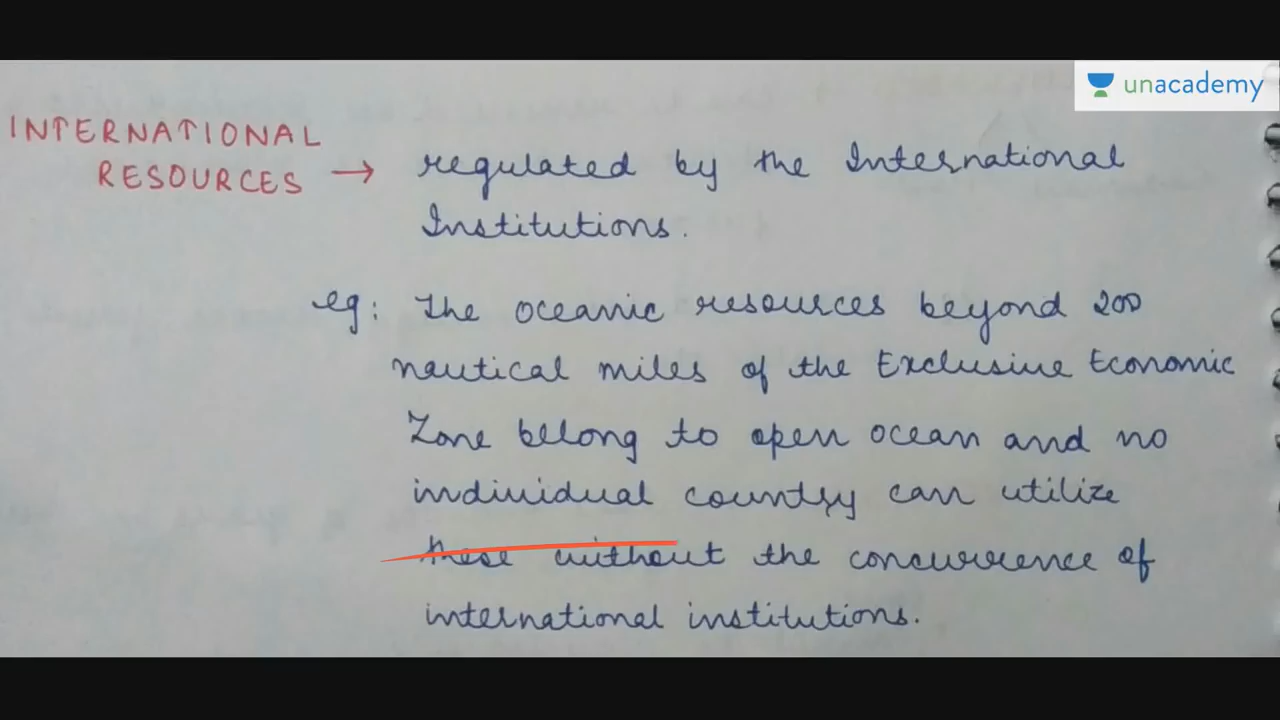 unacademy
INTERNATIONAL
RESOURCES → regulated by the International
Institutions.
eg: The oceanic resources beyond 200
nautical miles of the Exclusive Economic
Zone belong to open ocean and no
individual country can utilize
these without the concurrence of
international institutions.